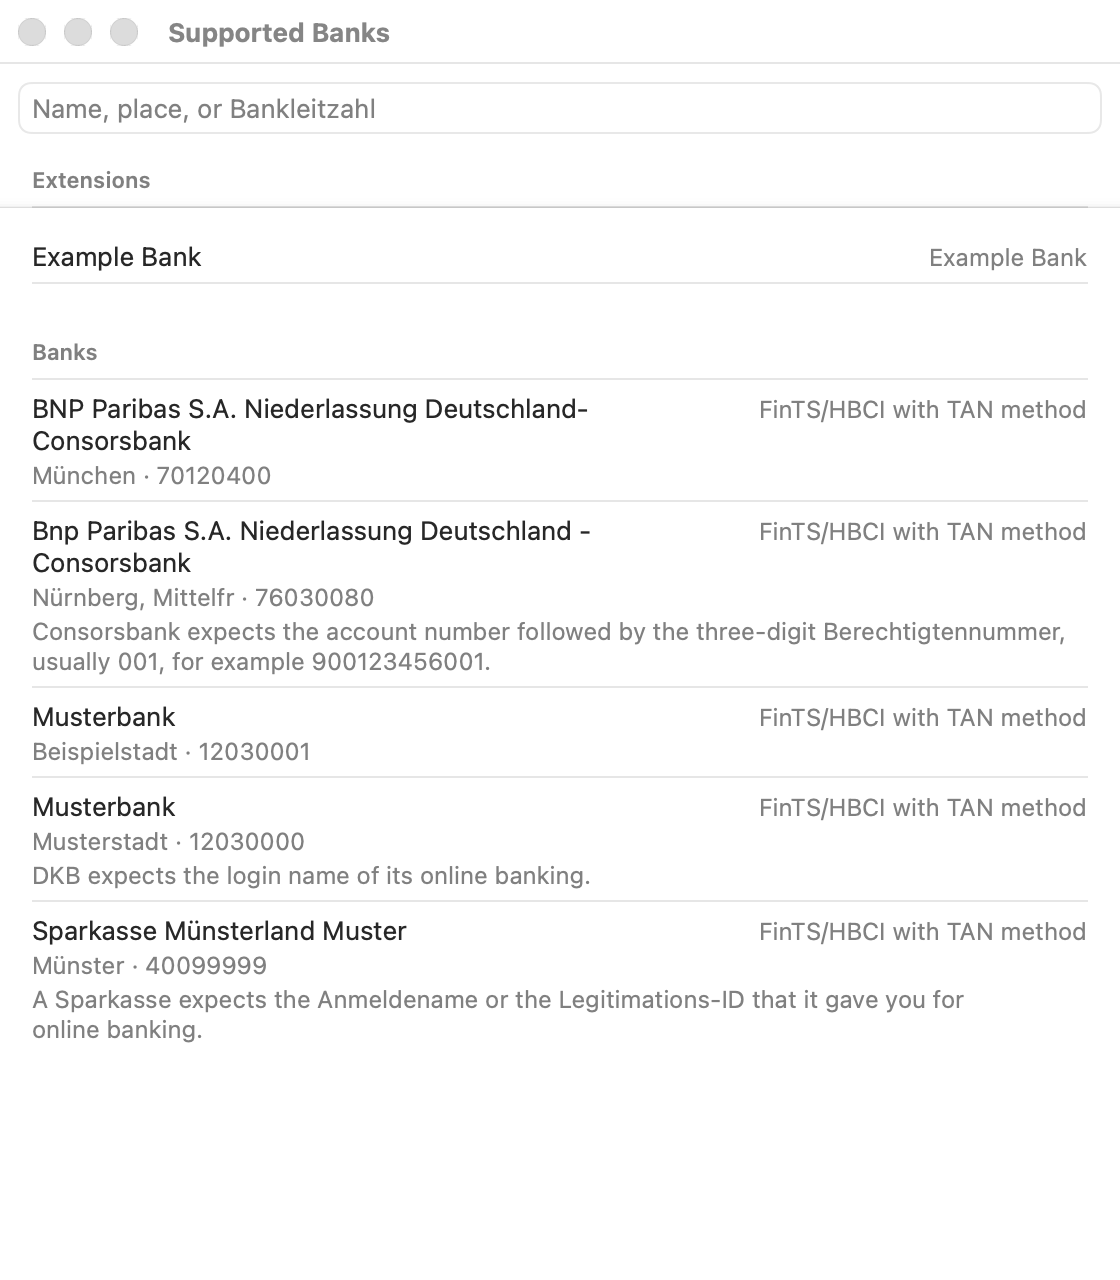 Supported Banks
Name, place, or Bankleitzahl
Extensions
Example Bank
Example Bank
Banks
BNP Paribas S.A. Niederlassung Deutschland-
FinTS/HBCI with TAN method
Consorsbank
München · 70120400
Bnp Paribas S.A. Niederlassung Deutschland -
FinTS/HBCI with TAN method
Consorsbank
Nürnberg, Mittelfr · 76030080
Consorsbank expects the account number followed by the three-digit Berechtigtennummer,
usually 001, for example 900123456001.
Musterbank
FinTS/HBCI with TAN method
Beispielstadt · 12030001
Musterbank
FinTS/HBCI with TAN method
Musterstadt · 12030000
DKB expects the login name of its online banking.
Sparkasse Münsterland Muster
FinTS/HBCI with TAN method
Münster · 40099999
A Sparkasse expects the Anmeldename or the Legitimations-ID that it gave you for
online banking.